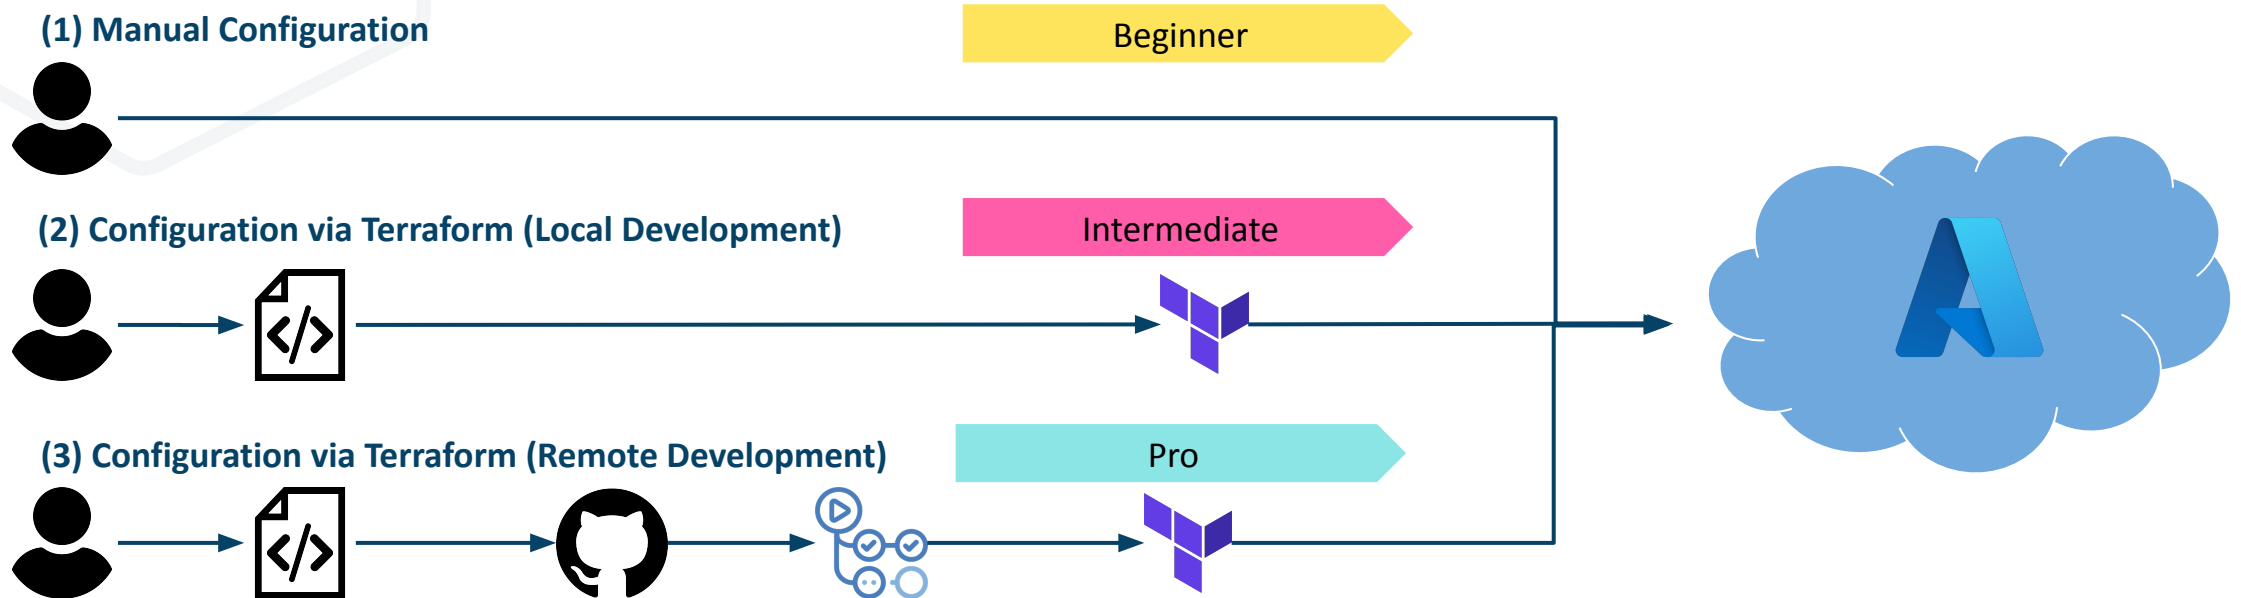 (1) Manual Configuration
Beginner
(2) Configuration via Terraform (Local Development)
Intermediate
(3) Configuration via Terraform (Remote Development)
Pro